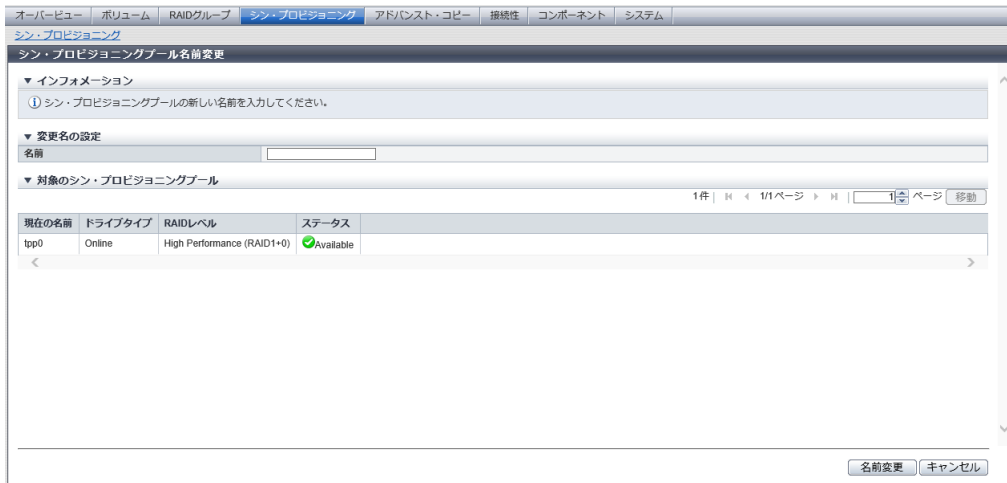 オーバービュー ボリューム RAIDグループ シン・プロビジョニング アドバンスト・コピー 接続性 コンポーネント システム
シン・プロビジョニング
シン・プロビジョニングプール名前変更
▼ インフォメーション
シン・プロビジョニングプールの新しい名前を入力してください。
▼ 変更名の設定
名前
▼ 対象のシン・プロビジョニングプール
1件 | 1/1ページ | 1 ページ 移動
現在の名前 ドライブタイプ RAIDレベル ステータス
tpp0 Online High Performance (RAID1+0) Available
名前変更 キャンセル